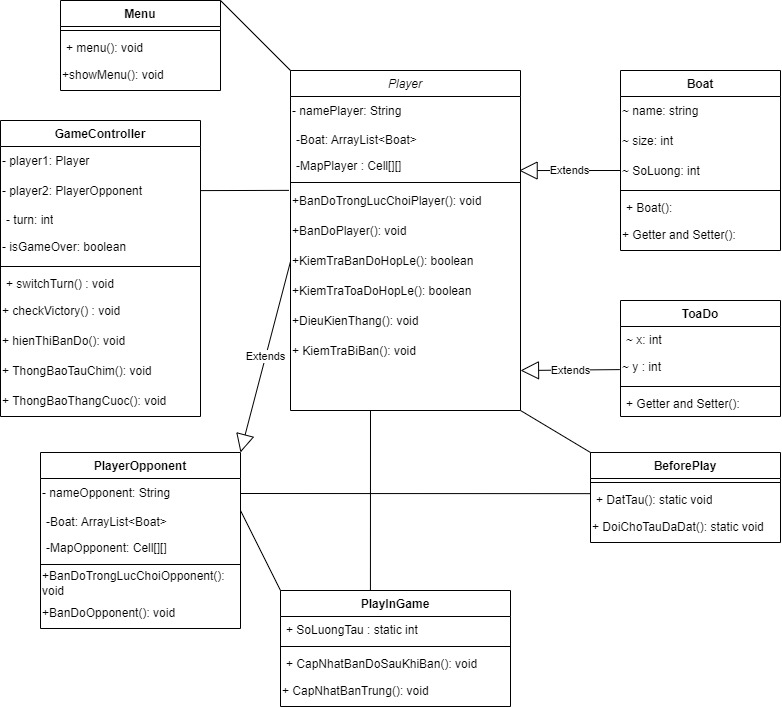 Menu
+ menu(): void
+showMenu(): void
Player
- namePlayer: String
-Boat: ArrayList<Boat>
-MapPlayer : Cell[][]
+BanDoTrongLucChoiPlayer(): void
+BanDoPlayer(): void
+KiemTraBanDoHopLe(): boolean
+KiemTraToaDoHopLe(): boolean
+DieuKienThang(): void
+ KiemTraBiBan(): void
Boat
~ name: string
~ size: int
~ SoLuong: int
+ Boat():
+ Getter and Setter():
Extends
GameController
- player1: Player
- player2: PlayerOpponent
- turn: int
- isGameOver: boolean
+ switchTurn() : void
+ checkVictory() : void
+ hienThiBanDo(): void
+ ThongBaoTauChim(): void
+ ThongBaoThangCuoc(): void
Extends
ToaDo
~ x: int
~ y : int
+ Getter and Setter():
Extends
PlayerOpponent
- nameOpponent: String
-Boat: ArrayList<Boat>
-MapOpponent: Cell[][]
+BanDoTrongLucChoiOpponent():
void
+BanDoOpponent(): void
BeforePlay
+ DatTau(): static void
+ DoiChoTauDaDat(): static void
PlayInGame
+ SoLuongTau : static int
+ CapNhatBanDoSauKhiBan(): void
+ CapNhatBanTrung(): void